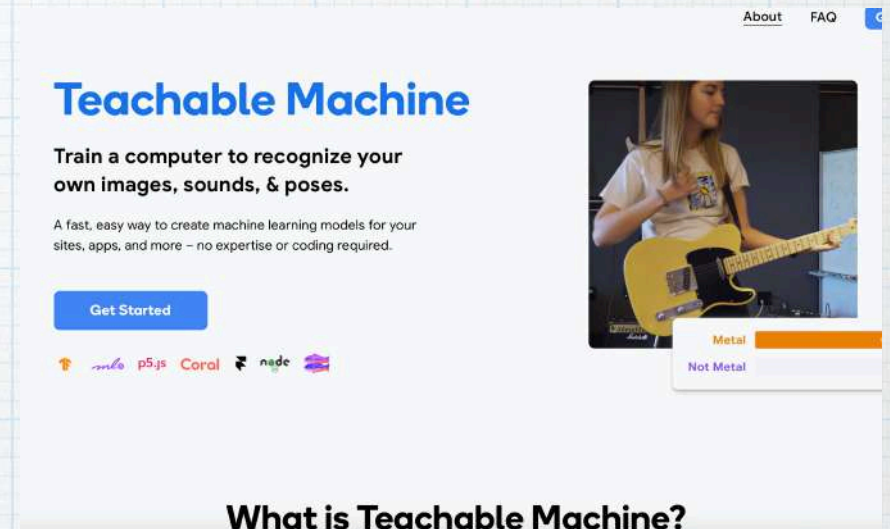 About FAQ
Teachable Machine
Train a computer to recognize your
own images, sounds, & poses.
A fast, easy way to create machine learning models for your
sites, apps, and more – no expertise or coding required.
Get Started
p5.js Coral node
Metal
Not Metal
What is Teachable Machine?